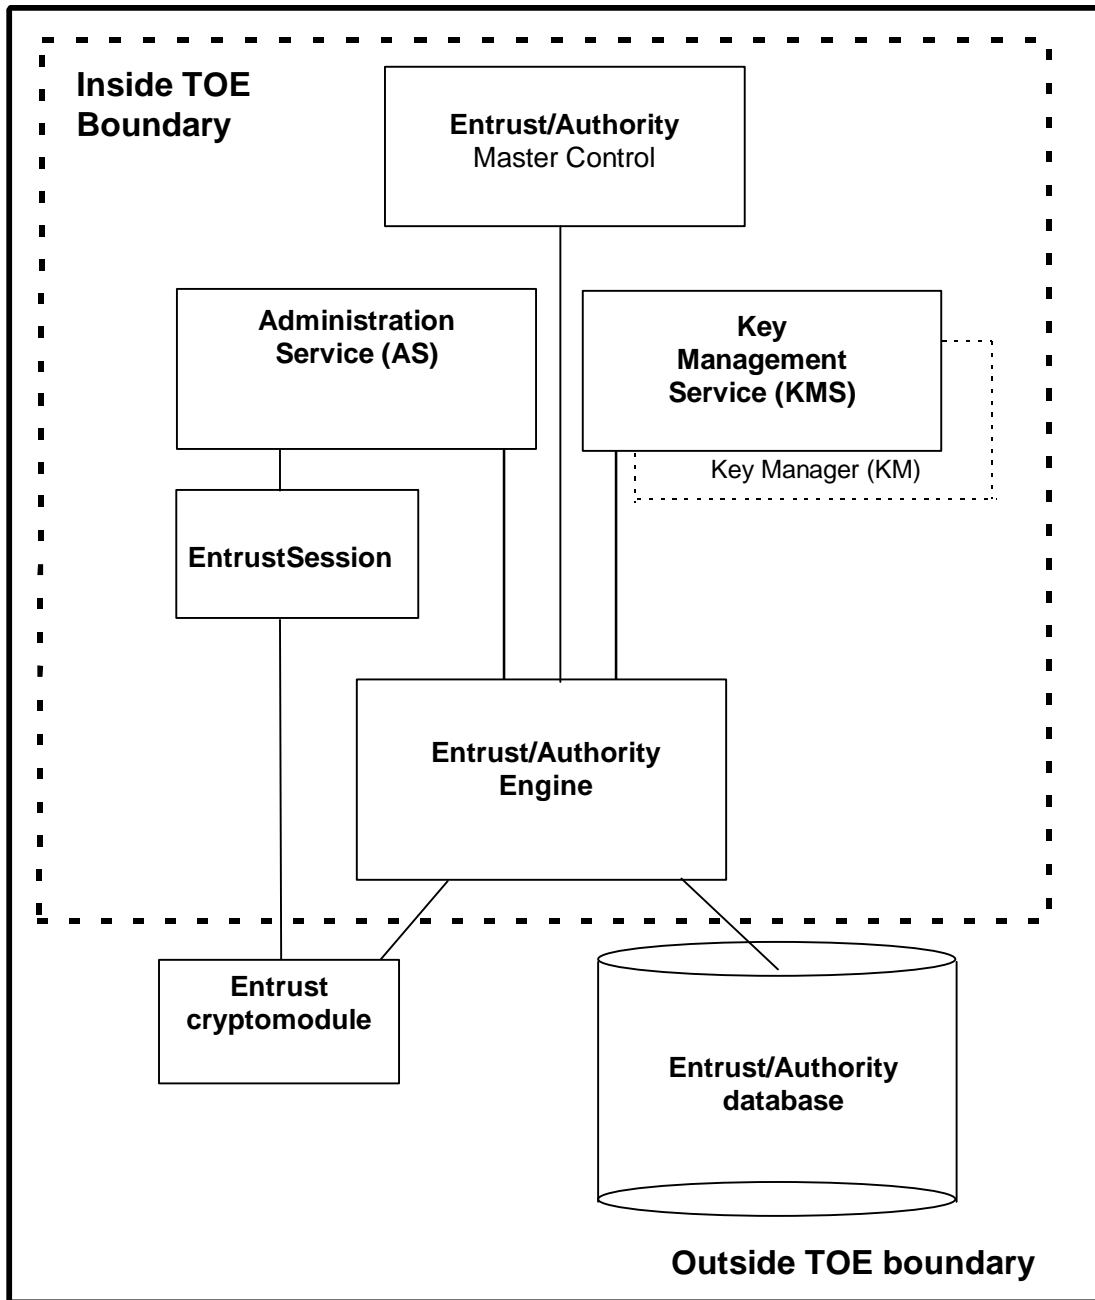 Inside TOE
Boundary
Entrust/Authority
Master Control
Administration
Service (AS)
Key
Management
Service (KMS)
Key Manager (KM)
EntrustSession
Entrust/Authority
Engine
Entrust
cryptomodule
Entrust/Authority
database
Outside TOE boundary